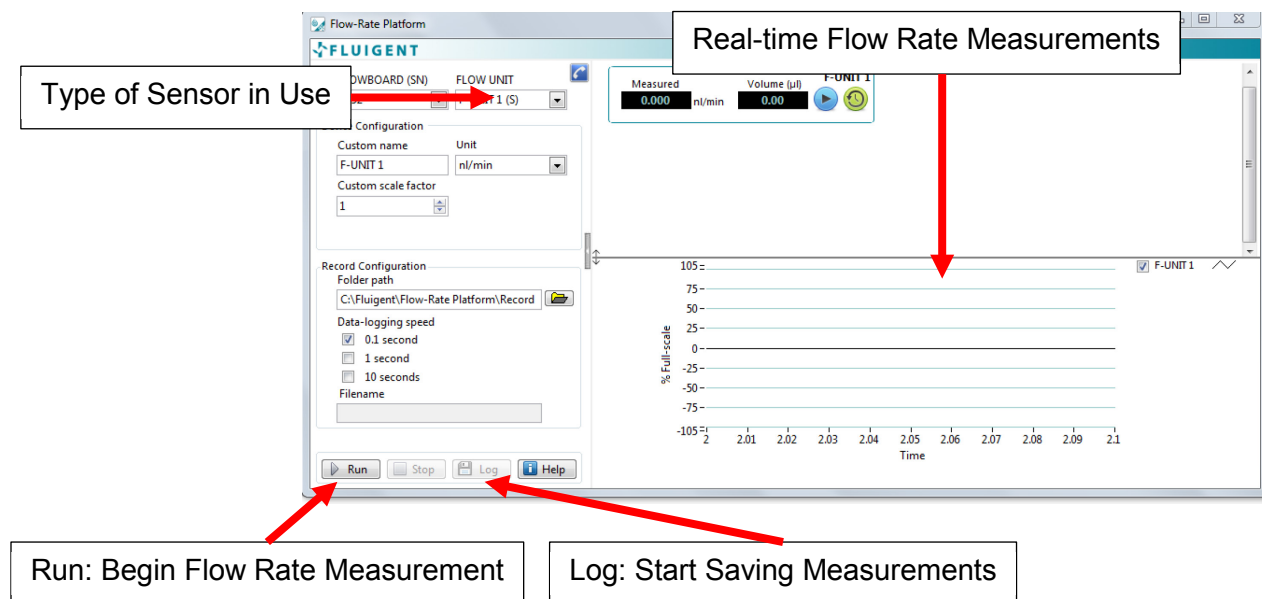 Flow-Rate Platform
FLUIGENT
Real-time Flow Rate Measurements
Type of Sensor in Use
OWBOARD (SN) FLOW UNIT
1 (S)
Configuration
Custom name Unit
F-UNIT 1 nl/min
Custom scale factor
1
Measured Volume (µl) F-UNIT 1
0.000 nl/min 0.00
Record Configuration
Folder path
C:\Fluigent\Flow-Rate Platform\Record
Data-logging speed
0.1 second
1 second
10 seconds
Filename
Run Stop Log Help
F-UNIT 1
% Full-scale
105
75
50
25
0
-25
-50
-75
-105
2 2.01 2.02 2.03 2.04 2.05 2.06 2.07 2.08 2.09 2.1
Time
Run: Begin Flow Rate Measurement
Log: Start Saving Measurements